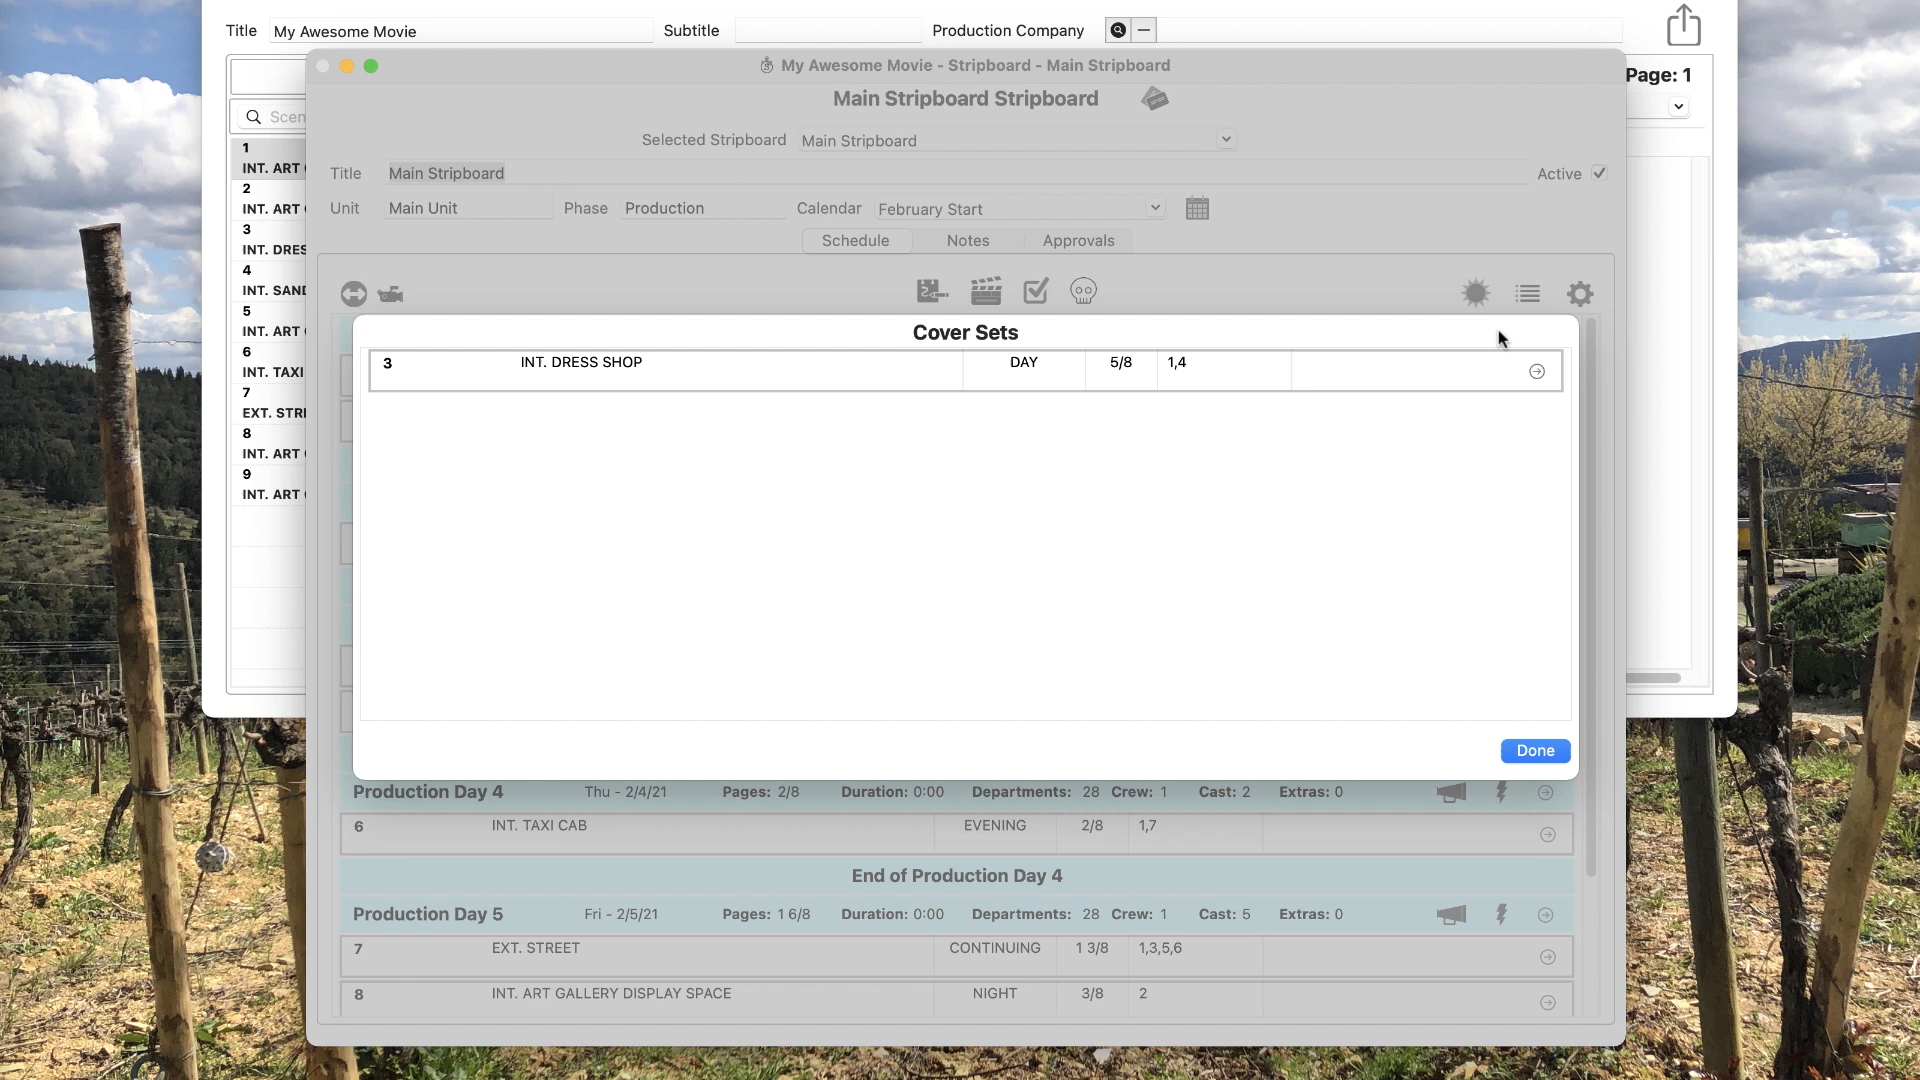 Title My Awesome Movie Subtitle Production Company
My Awesome Movie - Stripboard - Main Stripboard
Page: 1
Main Stripboard Stripboard
Scen
Selected Stripboard Main Stripboard
1
INT. ART
Title Main Stripboard Active
2
INT. ART
Unit Main Unit Phase Production Calendar February Start
3
INT. DRES
Schedule Notes Approvals
4
INT. SAND
5
INT. ART
6
INT. TAXI
7
EXT. STRE
8
INT. ART
9
INT. ART
Cover Sets
3 INT. DRESS SHOP DAY 5/8 1,4
Done
Production Day 4 Thu - 2/4/21 Pages: 2/8 Duration: 0:00 Departments: 28 Crew: 1 Cast: 2 Extras: 0
6 INT. TAXI CAB EVENING 2/8 1,7
End of Production Day 4
Production Day 5 Fri - 2/5/21 Pages: 1 6/8 Duration: 0:00 Departments: 28 Crew: 1 Cast: 5 Extras: 0
7 EXT. STREET CONTINUING 1 3/8 1,3,5,6
8 INT. ART GALLERY DISPLAY SPACE NIGHT 3/8 2